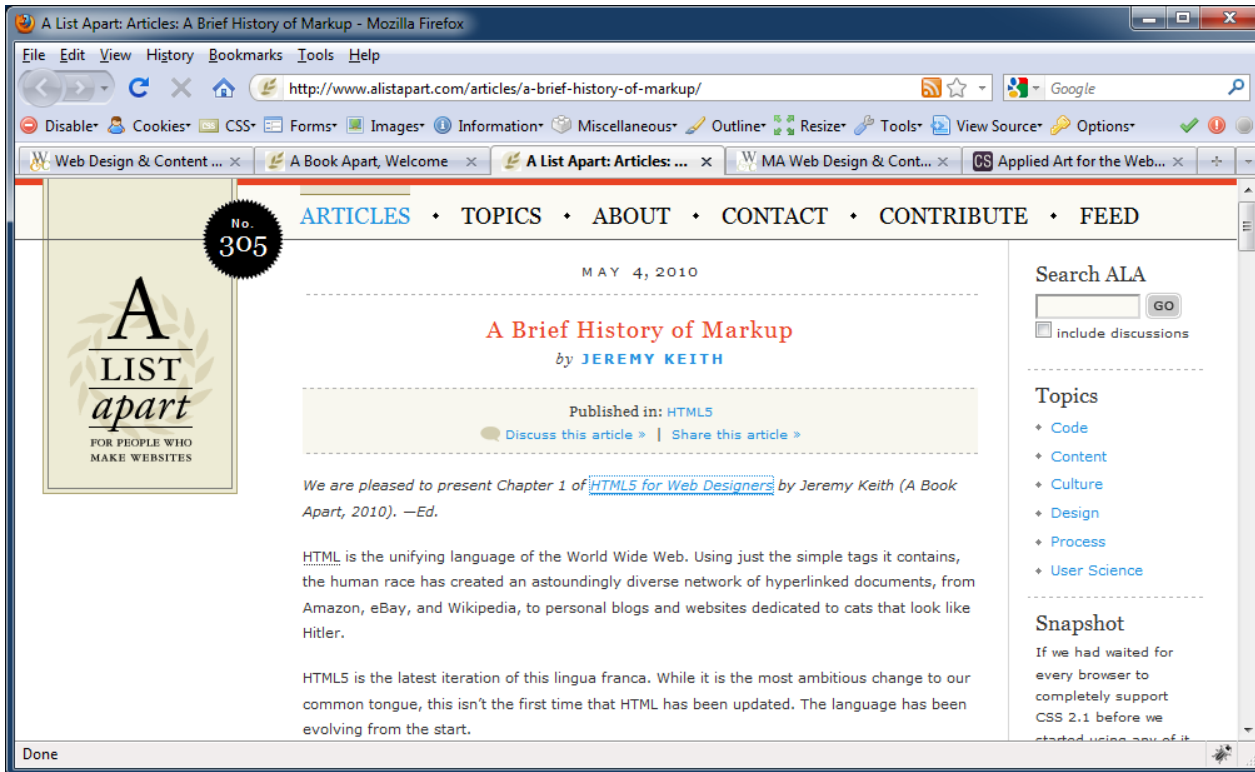 A List Apart: Articles: A Brief History of Markup - Mozilla Firefox
File Edit View History Bookmarks Tools Help
http://www.alistapart.com/articles/a-brief-history-of-markup/
Google
Disable Cookies CSS Forms Images Information Miscellaneous Outline Resize Tools View Source Options
Web Design & Content ... A Book Apart, Welcome A List Apart: Articles: ... MA Web Design & Cont... CS Applied Art for the Web...
ARTICLES • TOPICS • ABOUT • CONTACT • CONTRIBUTE • FEED
No.
305
A
LIST
apart
FOR PEOPLE WHO
MAKE WEBSITES
MAY 4, 2010
A Brief History of Markup
by JEREMY KEITH
Published in: HTML5
Discuss this article » | Share this article »
We are pleased to present Chapter 1 of HTML5 for Web Designers by Jeremy Keith (A Book
Apart, 2010). —Ed.
HTML is the unifying language of the World Wide Web. Using just the simple tags it contains,
the human race has created an astoundingly diverse network of hyperlinked documents, from
Amazon, eBay, and Wikipedia, to personal blogs and websites dedicated to cats that look like
Hitler.
HTML5 is the latest iteration of this lingua franca. While it is the most ambitious change to our
common tongue, this isn’t the first time that HTML has been updated. The language has been
evolving from the start.
Search ALA
GO
include discussions
Topics
Code
Content
Culture
Design
Process
User Science
Snapshot
If we had waited for
every browser to
completely support
CSS 2.1 before we
started using any of it
Done